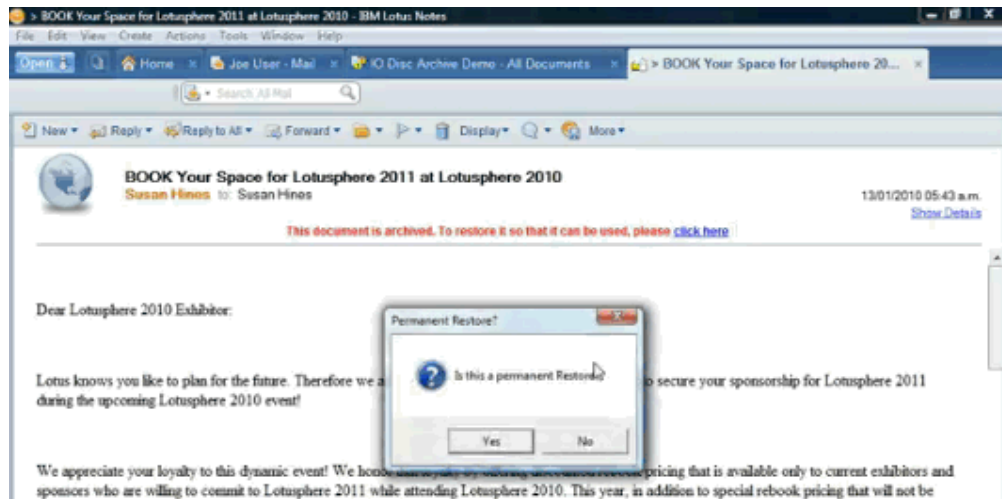 > BOOK Your Space for Lotusphere 2011 at Lotusphere 2010 - IBM Lotus Notes
File Edit View Create Actions Tools Window Help
Open Home Joe User - Mail IO Disc Archive Demo - All Documents > BOOK Your Space for Lotusphere 20...
Search All Mail
New Reply Reply to All Forward Display More
BOOK Your Space for Lotusphere 2011 at Lotusphere 2010
Susan Hines to: Susan Hines
13/01/2010 05:43 a.m.
Show Details
This document is archived. To restore it so that it can be used, please click here
Dear Lotusphere 2010 Exhibitor:
Permanent Restore?
Is this a permanent Restore
Yes No
Lotus knows you like to plan for the future. Therefore we a o secure your sponsorship for Lotusphere 2011
during the upcoming Lotusphere 2010 event!
We appreciate your loyalty to this dynamic event! We hono pricing that is available only to current exhibitors and
sponsors who are willing to commit to Lotusphere 2011 while attending Lotusphere 2010. This year, in addition to special rebook pricing that will not be